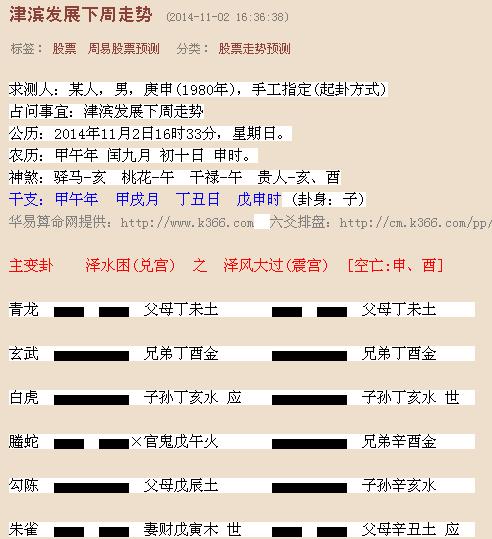 津滨发展下周走势 (2014-11-02 16:36:38)
标签: 股票 周易股票预测 分类: 股票走势预测
求测人: 某人, 男, 庚申(1980年), 手工指定(起卦方式)
占问事宜: 津滨发展下周走势
公历: 2014年11月2日16时33分, 星期日。
农历: 甲午年 闰九月 初十日 申时。
神煞: 驿马-亥 桃花-午 干禄-午 贵人-亥、酉
干支: 甲午年 甲戌月 丁丑日 戊申时 (卦身: 子)
华易算命网提供: http://www.k366.com 六爻排盘: http://cm.k366.com/pp/
主变卦 泽水困(兑宫) 之 泽风大过(震宫) [空亡:申、酉]
青龙 父母丁未土 父母丁未土
玄武 兄弟丁酉金 兄弟丁酉金
白虎 子孙丁亥水 应 子孙丁亥水 世
螣蛇 ×官鬼戊午火 兄弟辛酉金
勾陈 父母戊辰土 子孙辛亥水
朱雀 妻财戊寅木 世 父母辛丑土 应